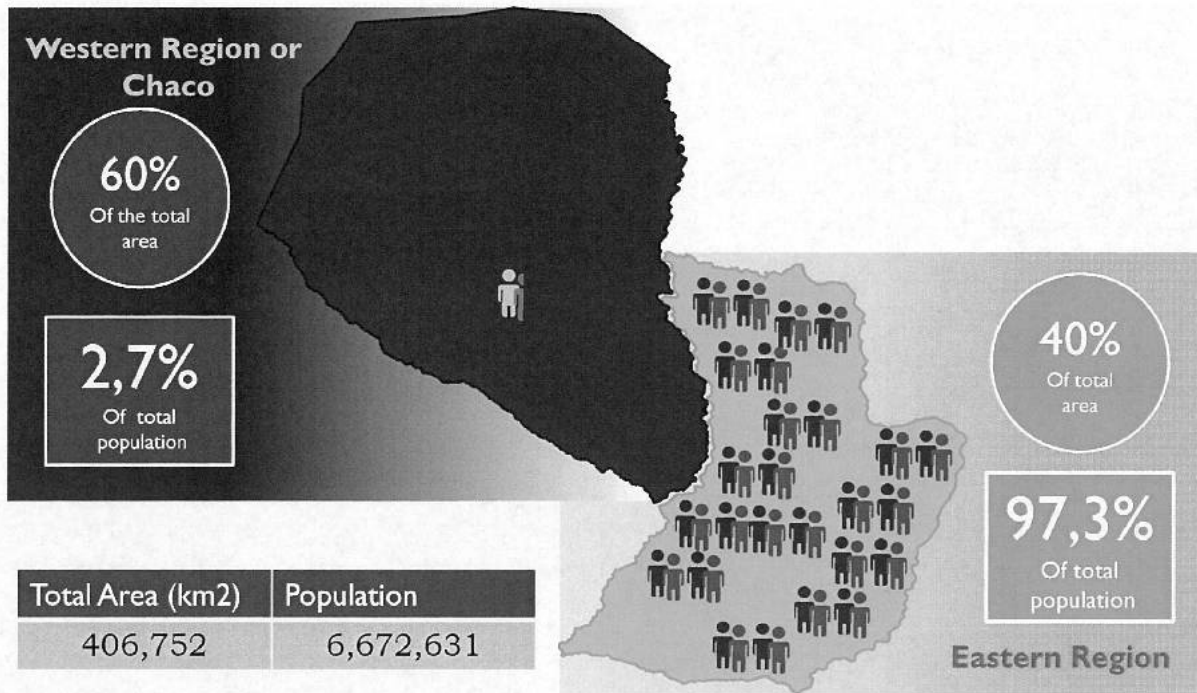 Western Region or
Chaco
60%
Of the total
area
2,7%
Of total
population
40%
Of total
area
97,3%
Of total
population
Eastern Region
Total Area (km2) Population
406,752 6,672,631